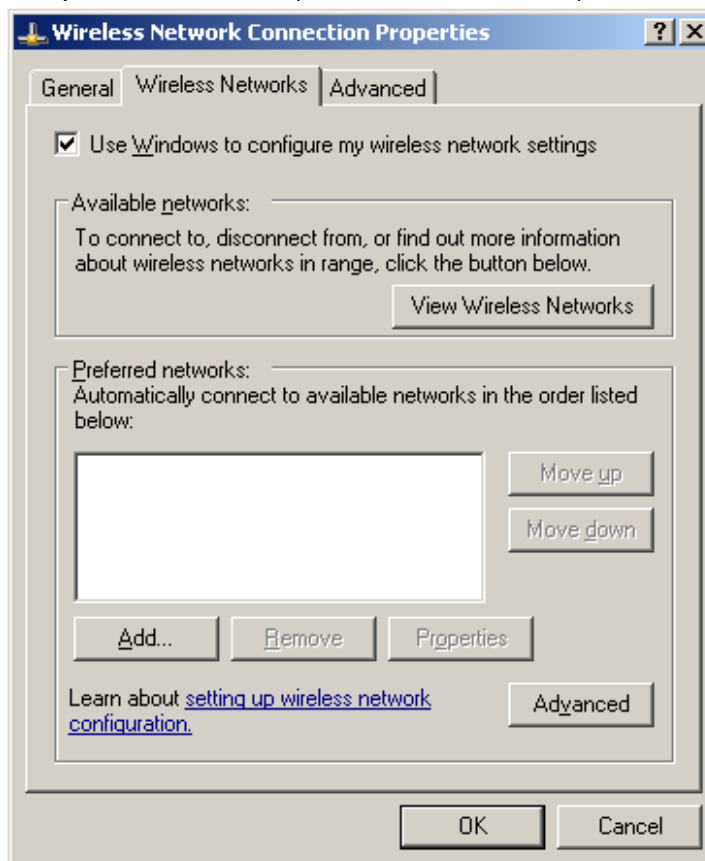 Wireless Network Connection Properties
General Wireless Networks Advanced
Use Windows to configure my wireless network settings
Available networks:
To connect to, disconnect from, or find out more information
about wireless networks in range, click the button below.
View Wireless Networks
Preferred networks:
Automatically connect to available networks in the order listed
below:
Move up
Move down
Add... Remove Properties
Learn about setting up wireless network
configuration.
Advanced
OK Cancel